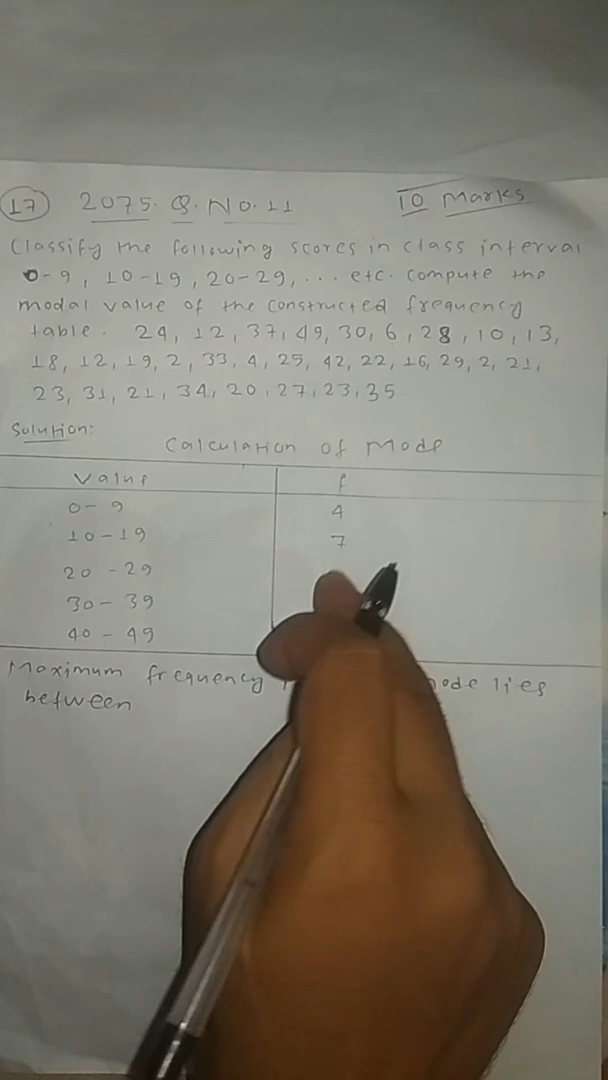 17 2075. Q. No. 11 10 Marks
Classify the following scores in class interval
0-9, 10-19, 20-29, ... etc. compute the
modal value of the constructed frequency
table. 24, 12, 37, 49, 30, 6, 28, 10, 13,
18, 12, 19, 2, 33, 4, 25, 42, 22, 16, 29, 2, 21,
23, 31, 21, 34, 20, 27, 23, 35
Solution:
Calculation of Mode
Value f
0-9 4
10-19 7
20-29
30-39
40-49
Maximum frequency lies
between